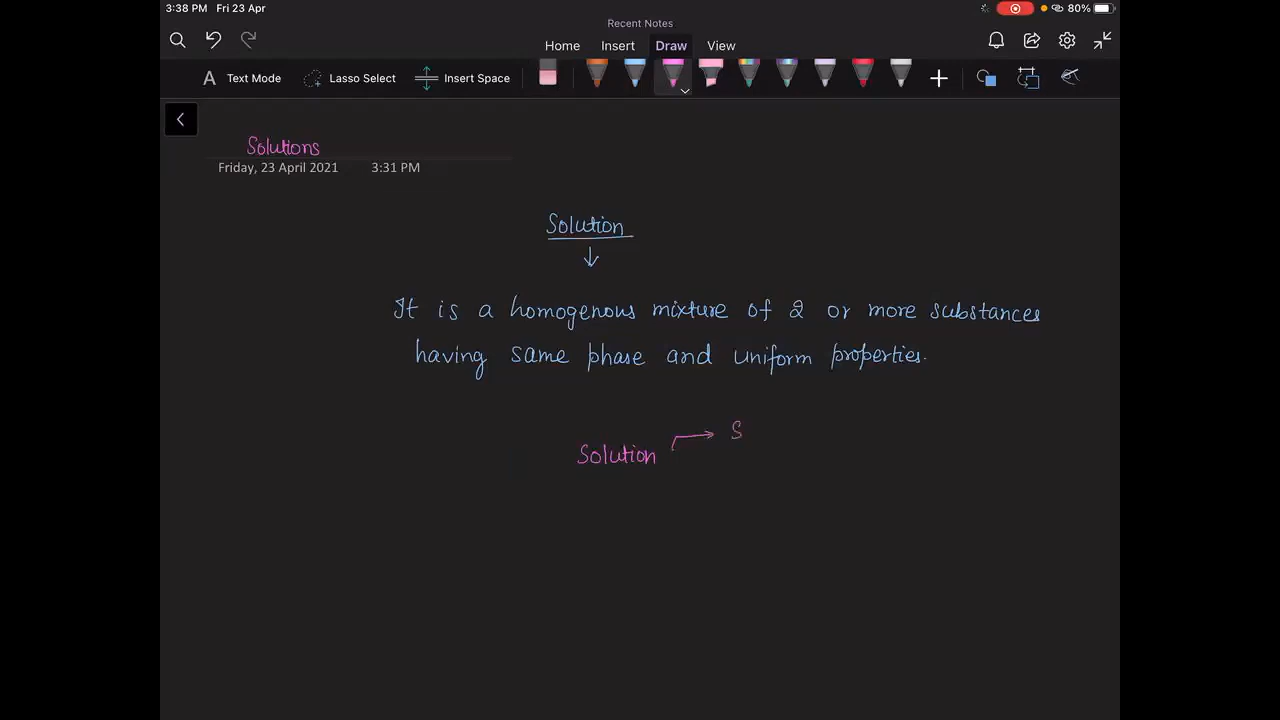 3:38 PM Fri 23 Apr 80%
Recent Notes
Home Insert Draw View
A Text Mode Lasso Select Insert Space
Solutions
Friday, 23 April 2021 3:31 PM
Solution
It is a homogenous mixture of 2 or more substances
having same phase and uniform properties.
S
Solution